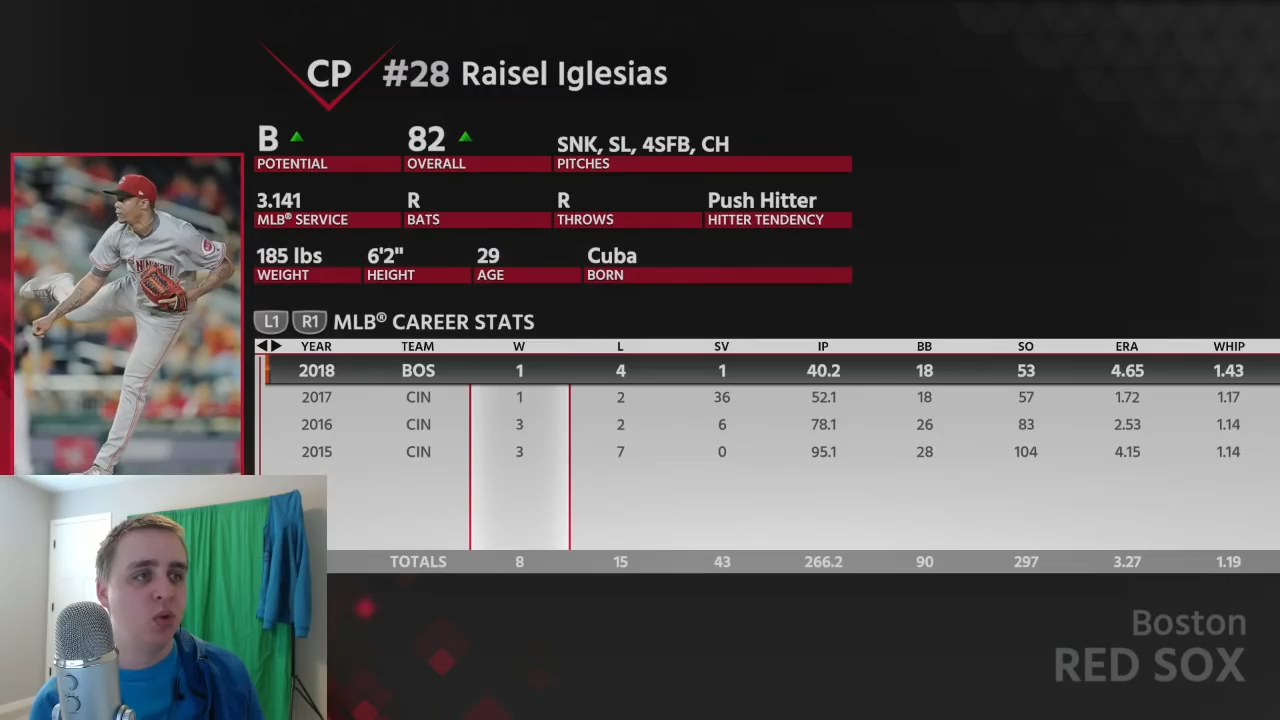 CP #28 Raisel Iglesias
B 82 SNK, SL, 4SFB, CH
POTENTIAL OVERALL PITCHES
3.141 R R Push Hitter
MLB® SERVICE BATS THROWS HITTER TENDENCY
185 lbs 6'2" 29 Cuba
WEIGHT HEIGHT AGE BORN
L1 R1 MLB® CAREER STATS
YEAR TEAM W L SV IP BB SO ERA WHIP
2018 BOS 1 4 1 40.2 18 53 4.65 1.43
2017 CIN 1 2 36 52.1 18 57 1.72 1.17
2016 CIN 3 2 6 78.1 26 83 2.53 1.14
2015 CIN 3 7 0 95.1 28 104 4.15 1.14
TOTALS 8 15 43 266.2 90 297 3.27 1.19
Boston
RED SOX